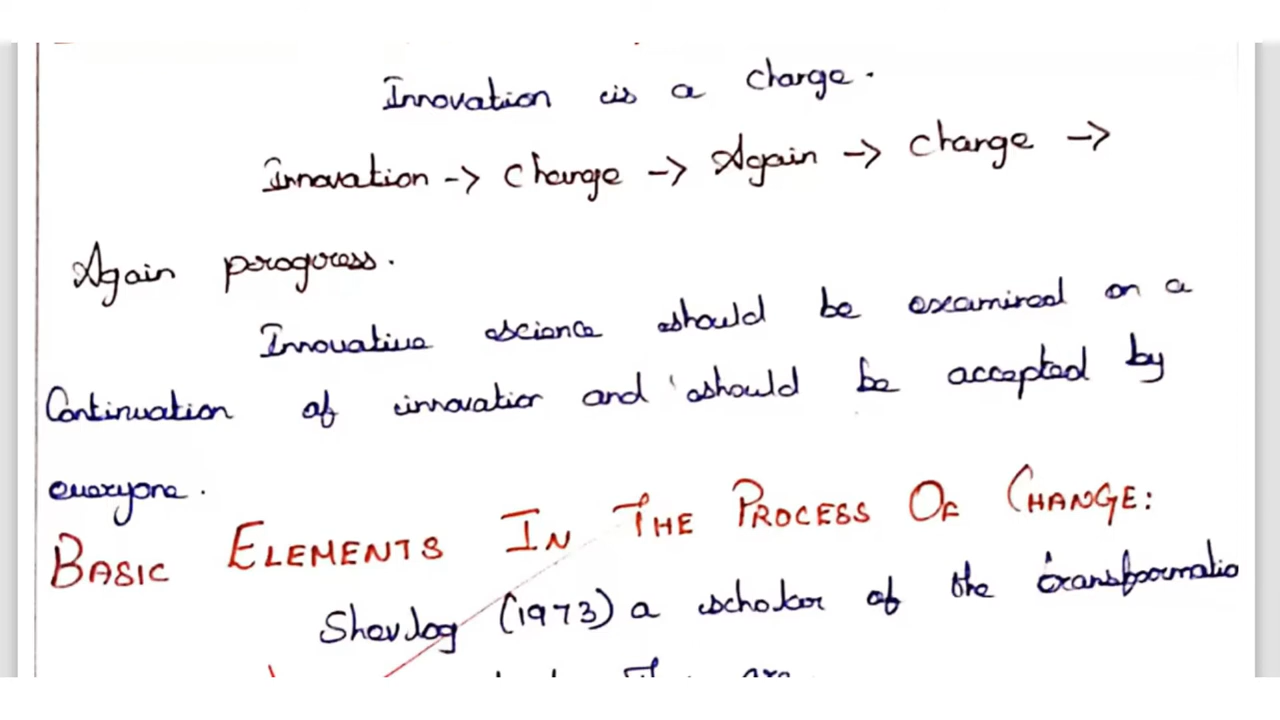 Innovation is a change.
Innovation -> change -> Again -> change ->
Again progress.
Innovative science should be examined on a
Continuation of innovation and should be accepted by
everyone.
BASIC ELEMENTS IN THE PROCESS OF CHANGE:
(1973) a scholar of the transformatio